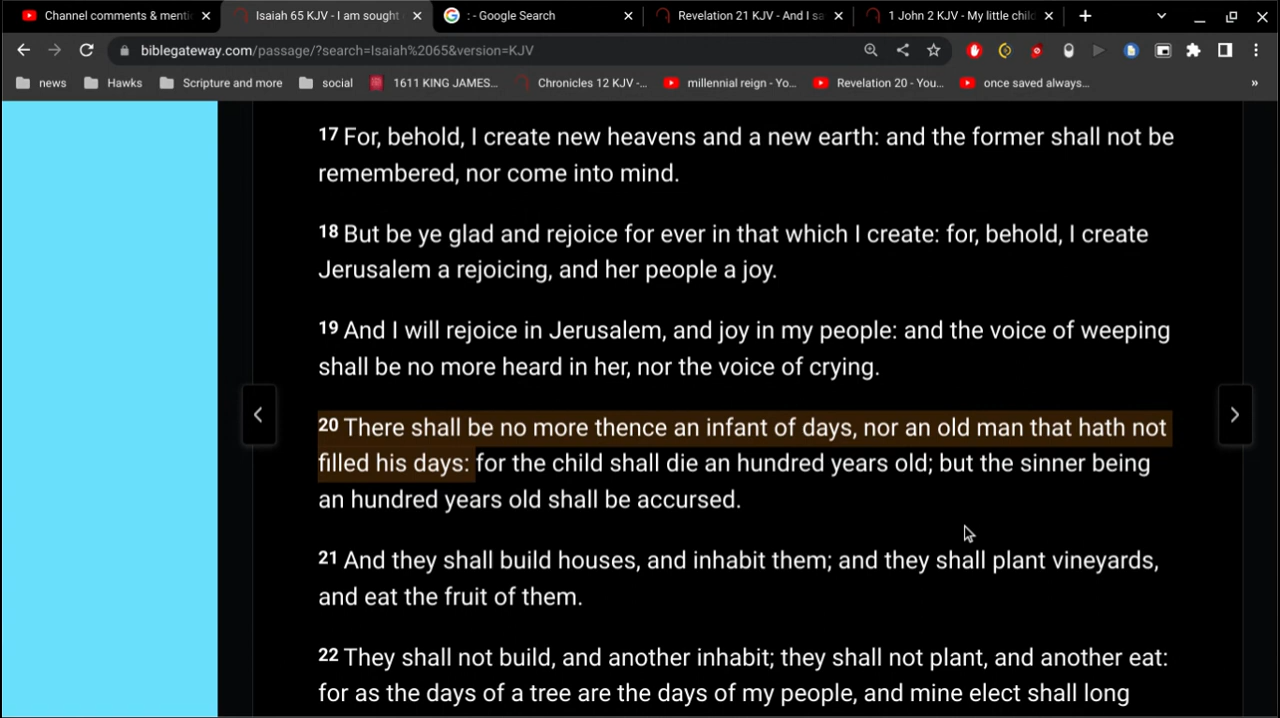 Channel comments & menti
Isaiah 65 KJV - I am sought
: - Google Search
Revelation 21 KJV - And I sa
1 John 2 KJV - My little chil
biblegateway.com/passage/?search=Isaiah%2065&version=KJV
news
Hawks
Scripture and more
social
1611 KING JAMES...
Chronicles 12 KJV -...
millennial reign - Yo...
Revelation 20 - You...
once saved always...
»
17 For, behold, I create new heavens and a new earth: and the former shall not be
remembered, nor come into mind.
18 But be ye glad and rejoice for ever in that which I create: for, behold, I create
Jerusalem a rejoicing, and her people a joy.
19 And I will rejoice in Jerusalem, and joy in my people: and the voice of weeping
shall be no more heard in her, nor the voice of crying.
20 There shall be no more thence an infant of days, nor an old man that hath not
filled his days: for the child shall die an hundred years old; but the sinner being
an hundred years old shall be accursed.
21 And they shall build houses, and inhabit them; and they shall plant vineyards,
and eat the fruit of them.
22 They shall not build, and another inhabit; they shall not plant, and another eat:
for as the days of a tree are the days of my people, and mine elect shall long